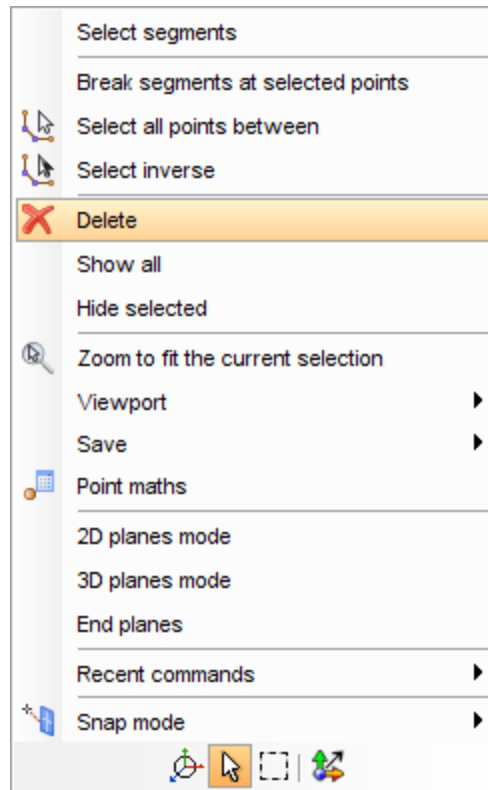 Select segments
Break segments at selected points
Select all points between
Select inverse
Delete
Show all
Hide selected
Zoom to fit the current selection
Viewport
Save
Point maths
2D planes mode
3D planes mode
End planes
Recent commands
Snap mode